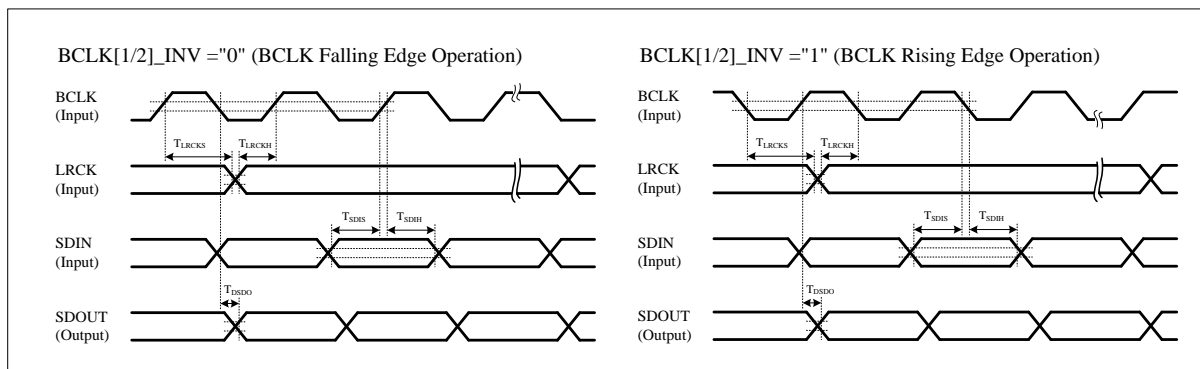 BCLK[1/2]_INV ="0" (BCLK Falling Edge Operation)
BCLK
(Input)
TLRCKS
TLRCKH
LRCK
(Input)
TSDIS
TSDIH
SDIN
(Input)
TDSDO
SDOUT
(Output)
BCLK[1/2]_INV ="1" (BCLK Rising Edge Operation)
BCLK
(Input)
TLRCKS
TLRCKH
LRCK
(Input)
TSDIS
TSDIH
SDIN
(Input)
TDSDO
SDOUT
(Output)